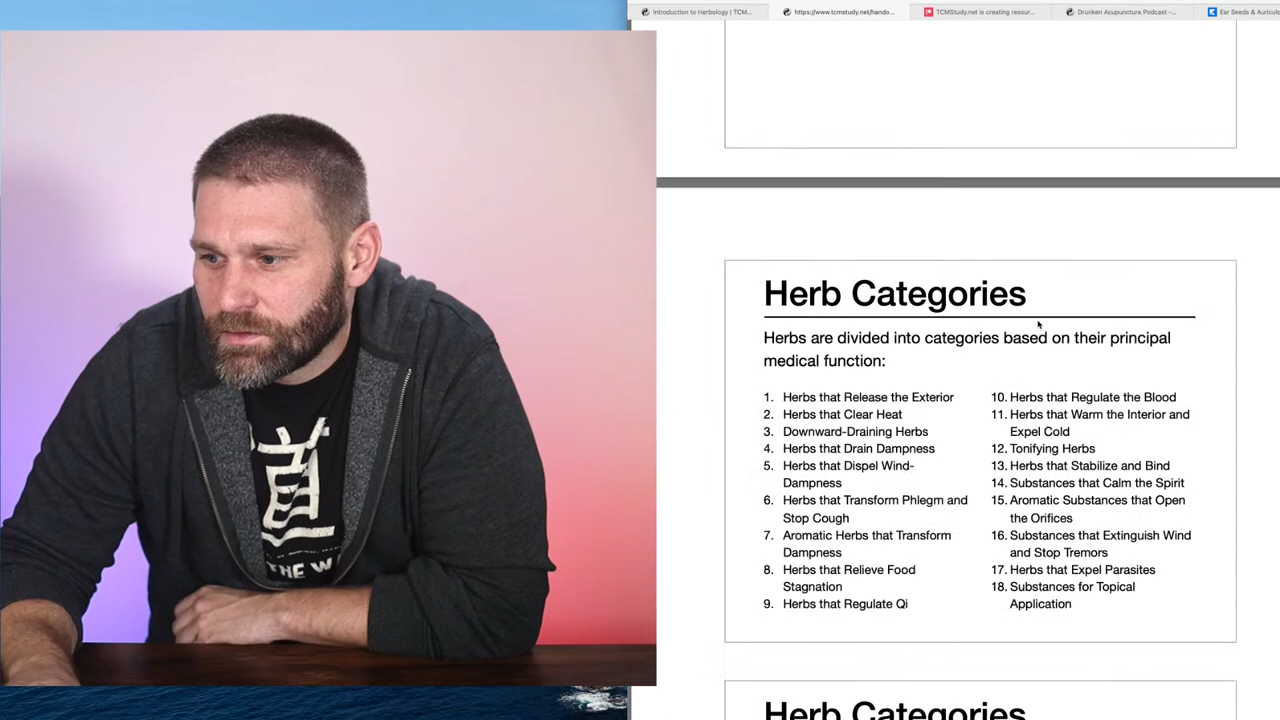 Introduction to Herbology | TCM...
https://www.tcmstudy.net/hando...
TCMStudy.net is creating resour...
Drunken Acupuncture Podcast -...
Ear Seeds & Auriculo
Herb Categories
Herbs are divided into categories based on their principal
medical function:
1. Herbs that Release the Exterior
2. Herbs that Clear Heat
3. Downward-Draining Herbs
4. Herbs that Drain Dampness
5. Herbs that Dispel Wind-
Dampness
6. Herbs that Transform Phlegm and
Stop Cough
7. Aromatic Herbs that Transform
Dampness
8. Herbs that Relieve Food
Stagnation
9. Herbs that Regulate Qi
10. Herbs that Regulate the Blood
11. Herbs that Warm the Interior and
Expel Cold
12. Tonifying Herbs
13. Herbs that Stabilize and Bind
14. Substances that Calm the Spirit
15. Aromatic Substances that Open
the Orifices
16. Substances that Extinguish Wind
and Stop Tremors
17. Herbs that Expel Parasites
18. Substances for Topical
Application
Herb Categories
道
THE W